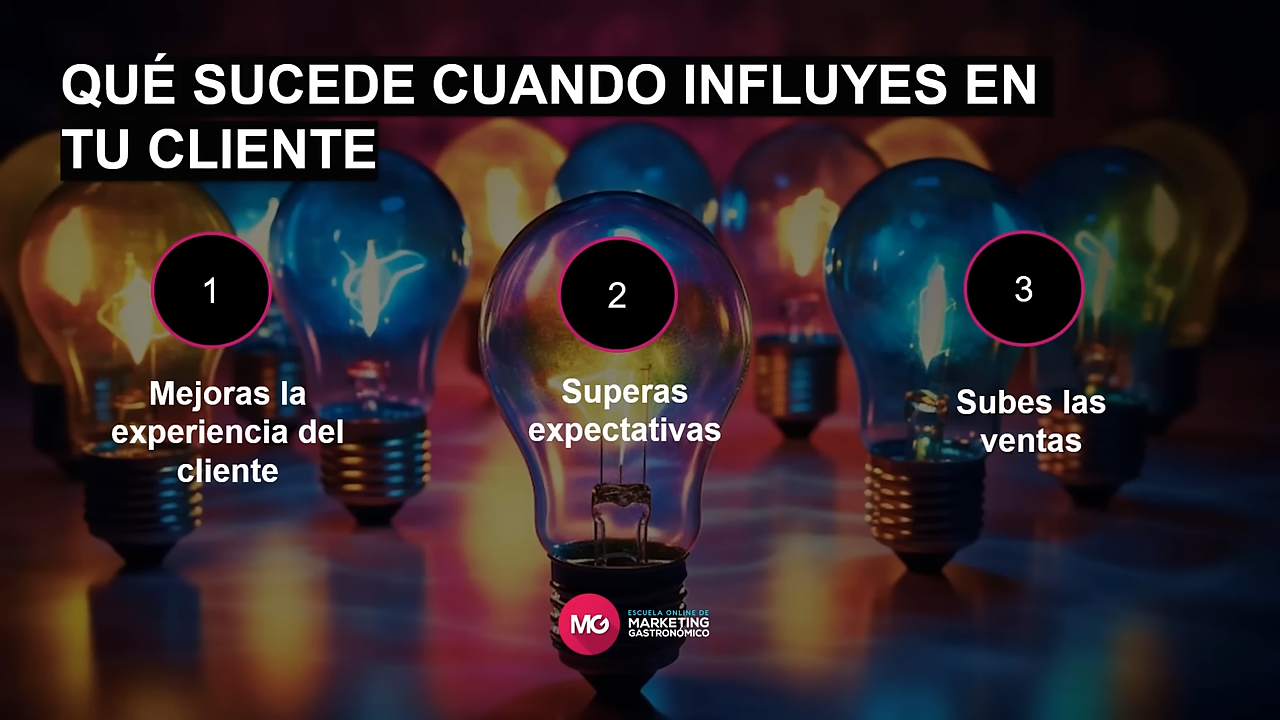 QUÉ SUCEDE CUANDO INFLUYES EN
TU CLIENTE
1
Mejoras la
experiencia del
cliente
2
Superas
expectativas
3
Subes las
ventas
MG
ESCUELA ONLINE DE
MARKETING
GASTRONÓMICO